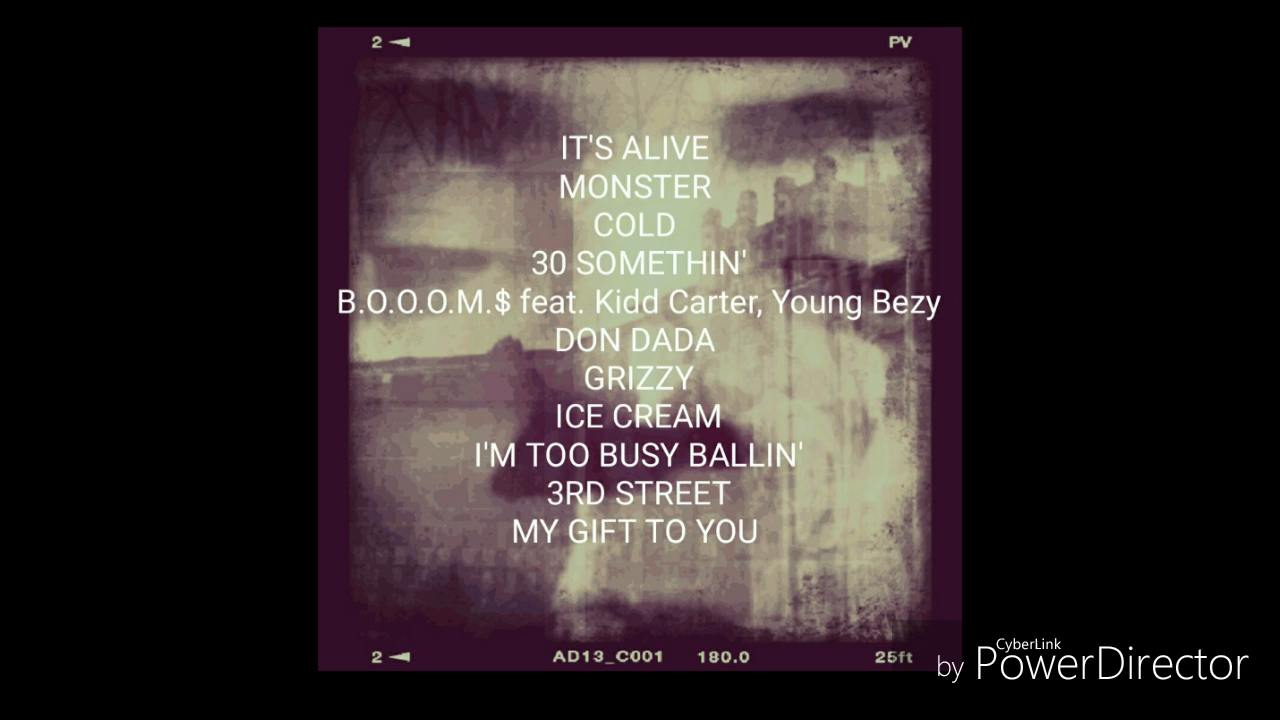 2 ◄ PV
IT'S ALIVE
MONSTER
COLD
30 SOMETHIN'
B.O.O.O.M.$ feat. Kidd Carter, Young Bezy
DON DADA
GRIZZY
ICE CREAM
I'M TOO BUSY BALLIN'
3RD STREET
MY GIFT TO YOU
2 ◄ AD13_C001 180.0 25ft
CyberLink
by PowerDirector